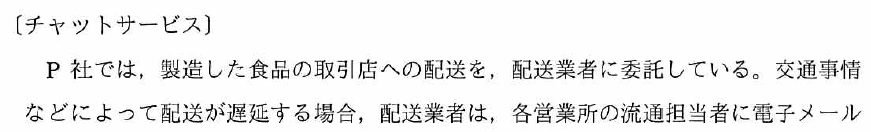 〔チャットサービス〕
P 社では，製造した食品の取引店への配送を，配送業者に委託している。交通事情
などによって配送が遅延する場合，配送業者は，各営業所の流通担当者に電子メール